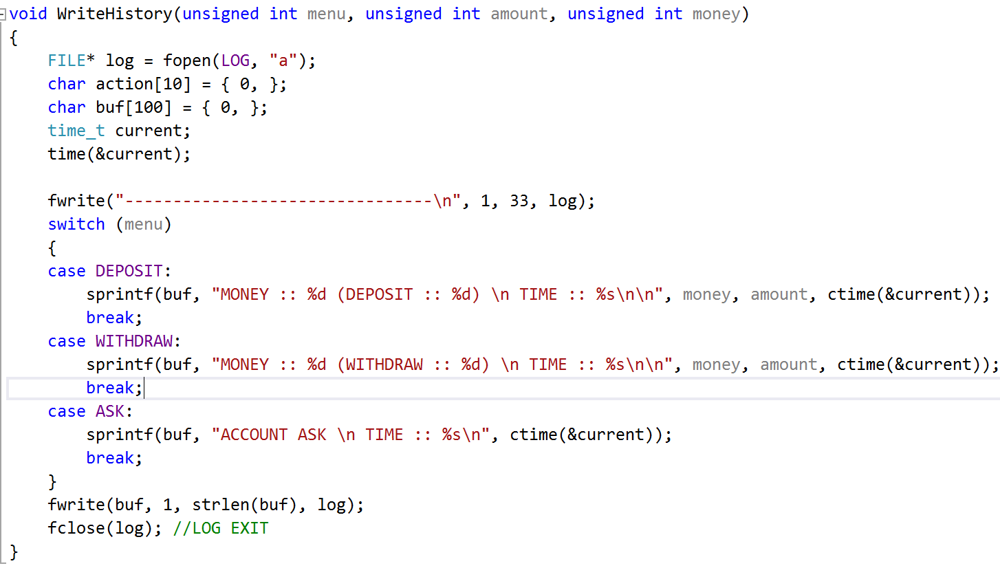 void WriteHistory(unsigned int menu, unsigned int amount, unsigned int money)
{
    FILE* log = fopen(LOG, "a");
    char action[10] = { 0, };
    char buf[100] = { 0, };
    time_t current;
    time(&current);

    fwrite("--------------------------------\n", 1, 33, log);
    switch (menu)
    {
    case DEPOSIT:
        sprintf(buf, "MONEY :: %d (DEPOSIT :: %d) \n TIME :: %s\n\n", money, amount, ctime(&current));
        break;
    case WITHDRAW:
        sprintf(buf, "MONEY :: %d (WITHDRAW :: %d) \n TIME :: %s\n\n", money, amount, ctime(&current));
        break;
    case ASK:
        sprintf(buf, "ACCOUNT ASK \n TIME :: %s\n", ctime(&current));
        break;
    }
    fwrite(buf, 1, strlen(buf), log);
    fclose(log); //LOG EXIT
}